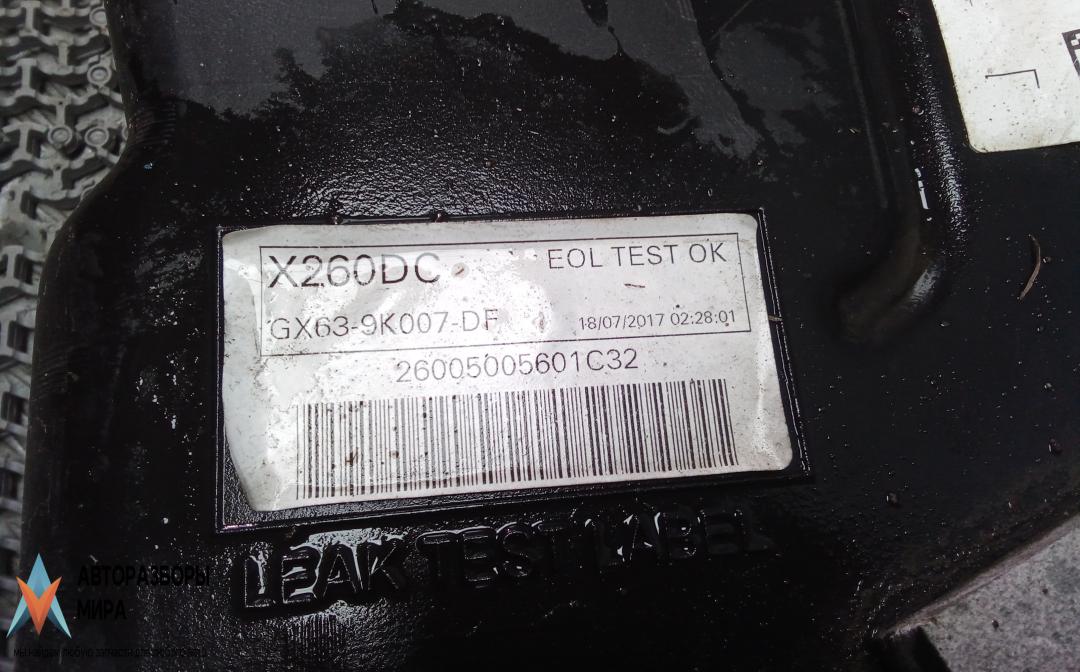 X260DC
EOL TEST OK
GX63-9K007-DF
18/07/2017 02:28:01
26005005601C32
LEAK TEST LABEL
АВТОРАЗБОРЫ
МИРА